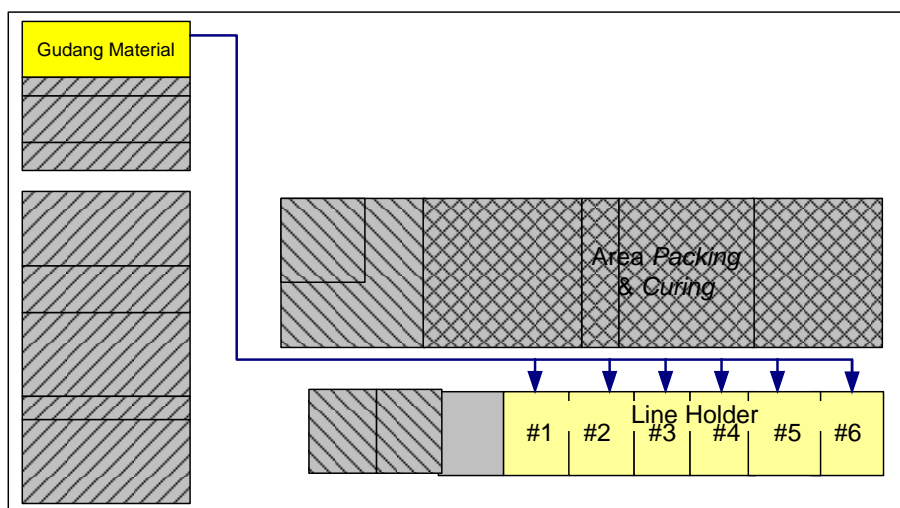 Gudang Material
Area Packing
& Curing
Line Holder
#1 #2 #3 #4 #5 #6